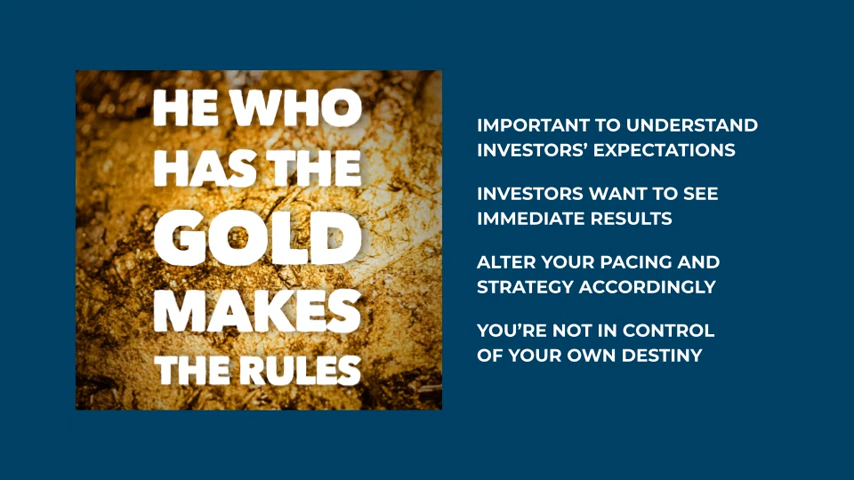 HE WHO
HAS THE
GOLD
MAKES
THE RULES
IMPORTANT TO UNDERSTAND
INVESTORS’ EXPECTATIONS
INVESTORS WANT TO SEE
IMMEDIATE RESULTS
ALTER YOUR PACING AND
STRATEGY ACCORDINGLY
YOU’RE NOT IN CONTROL
OF YOUR OWN DESTINY